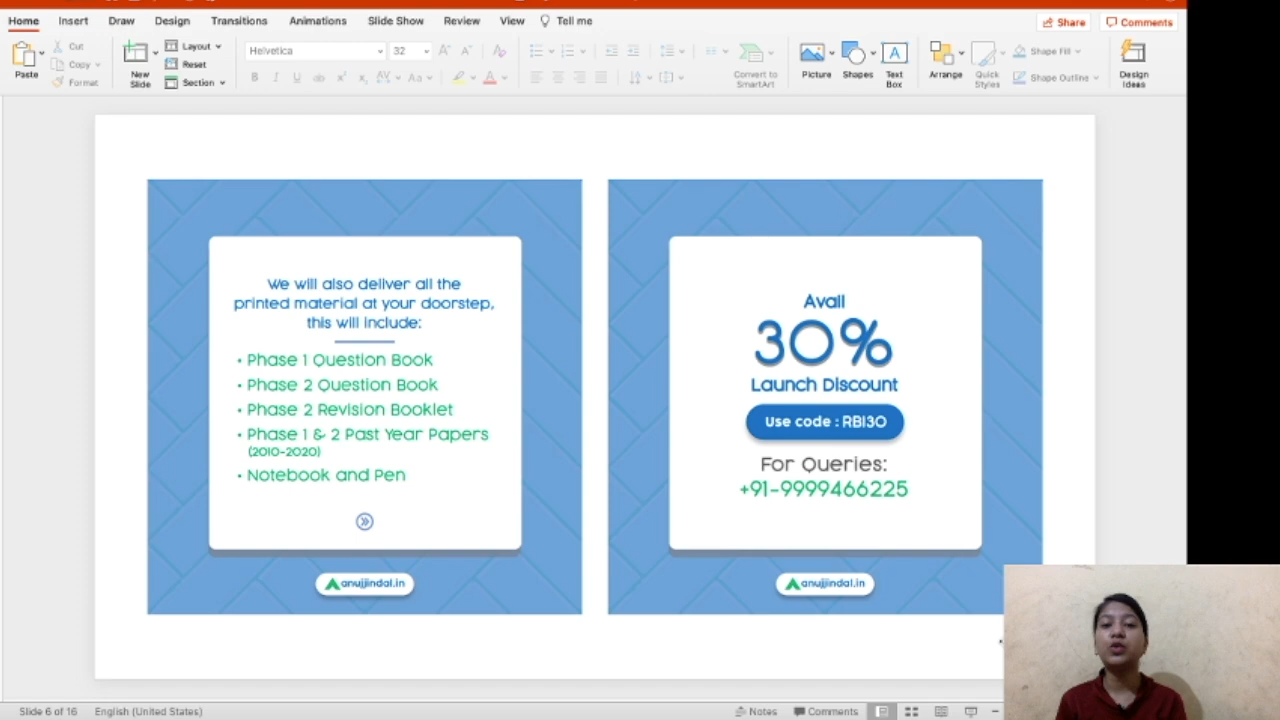 Home Insert Draw Design Transitions Animations Slide Show Review View Tell me Share Comments
Paste
Cut
Copy
Format
New
Slide
Layout
Reset
Section
Helvetica 32
Convert to
SmartArt
Picture
Shapes
Text
Box
Arrange
Quick
Styles
Shape Fill
Shape Outline
Design
Ideas
We will also deliver all the
printed material at your doorstep,
this will include:
• Phase 1 Question Book
• Phase 2 Question Book
• Phase 2 Revision Booklet
• Phase 1 & 2 Past Year Papers
(2010-2020)
• Notebook and Pen
anujjindal.in
Avail
30%
Launch Discount
Use code : RBI30
For Queries:
+91-9999466225
anujjindal.in
Slide 6 of 16 English (United States) Notes Comments